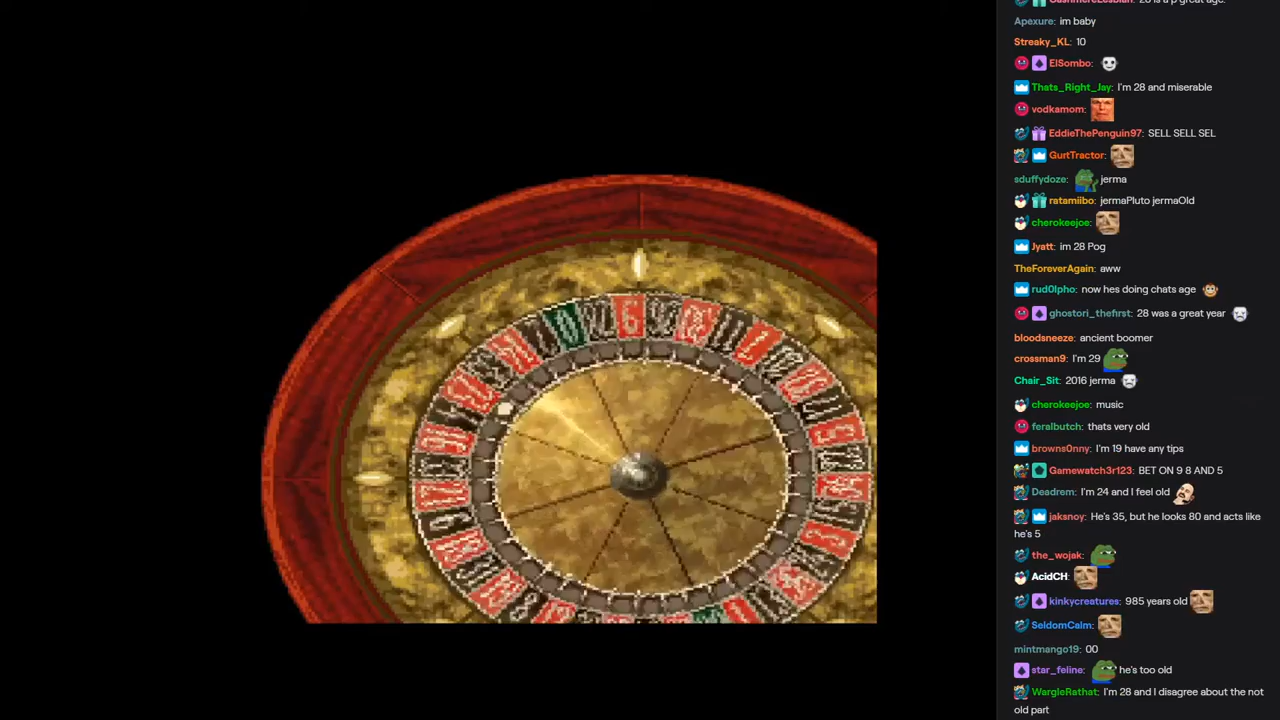 Apexure: im baby
Streaky_KL: 10
ElSombo:
Thats_Right_Jay: I'm 28 and miserable
vodkamom:
EddieThePenguin97: SELL SELL SEL
GurtTractor:
sduffydoze: jerma
ratamiibo: jermaPluto jermaOld
cherokeejoe:
Jyatt: im 28 Pog
TheForeverAgain: aww
rud0lpho: now hes doing chats age
ghostori_thefirst: 28 was a great year
bloodsneeze: ancient boomer
crossman9: I'm 29
Chair_Sit: 2016 jerma
cherokeejoe: music
feralbutch: thats very old
browns0nny: I'm 19 have any tips
Gamewatch3r123: BET ON 9 8 AND 5
Deadrem: I'm 24 and I feel old
jaksnoy: He's 35, but he looks 80 and acts like
he's 5
the_wojak:
AcidCH:
kinkycreatures: 985 years old
SeldomCalm:
mintmango19: 00
star_feline: he's too old
WargleRathat: I'm 28 and I disagree about the not
old part